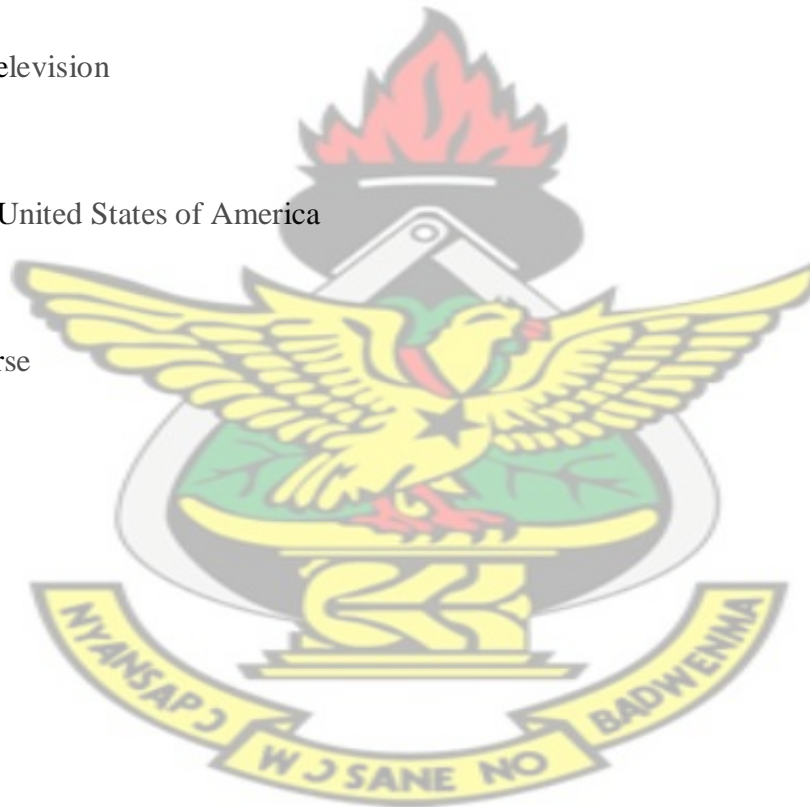 elevision
United States of America
rse
NYANSAPƆ WƆSANE NO BADWENMA